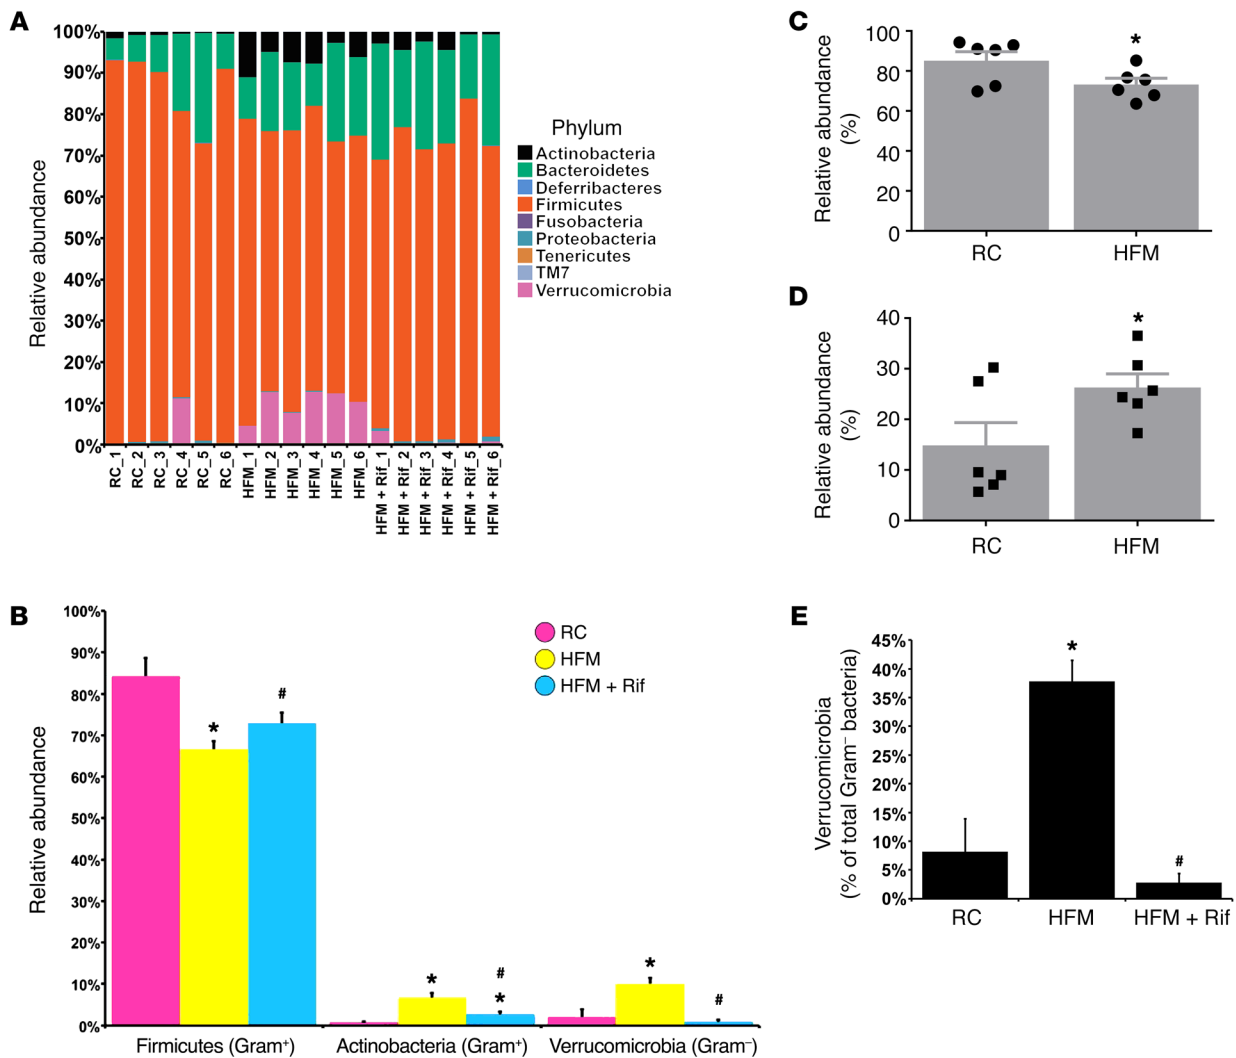 A
100%
90%
80%
70%
60%
50%
40%
30%
20%
10%
0%
Relative abundance
RC_1
RC_2
RC_3
RC_4
RC_5
RC_6
HFM_1
HFM_2
HFM_3
HFM_4
HFM_5
HFM_6
HFM + Rif_1
HFM + Rif_2
HFM + Rif_3
HFM + Rif_4
HFM + Rif_5
HFM + Rif_6
Phylum
Actinobacteria
Bacteroidetes
Deferribacteres
Firmicutes
Fusobacteria
Proteobacteria
Tenericutes
TM7
Verrucomicrobia
C
Relative abundance
(%)
100
80
60
40
20
0
*
RC
HFM
D
Relative abundance
(%)
40
30
20
10
0
*
RC
HFM
B
Relative abundance
100%
90%
80%
70%
60%
50%
40%
30%
20%
10%
0%
RC
HFM
HFM + Rif
*
#
*
#
*
*
#
Firmicutes (Gram⁺)
Actinobacteria (Gram⁺)
Verrucomicrobia (Gram⁻)
E
Verrucomicrobia
(% of total Gram⁻ bacteria)
45%
40%
35%
30%
25%
20%
15%
10%
5%
0%
*
#
RC
HFM
HFM + Rif